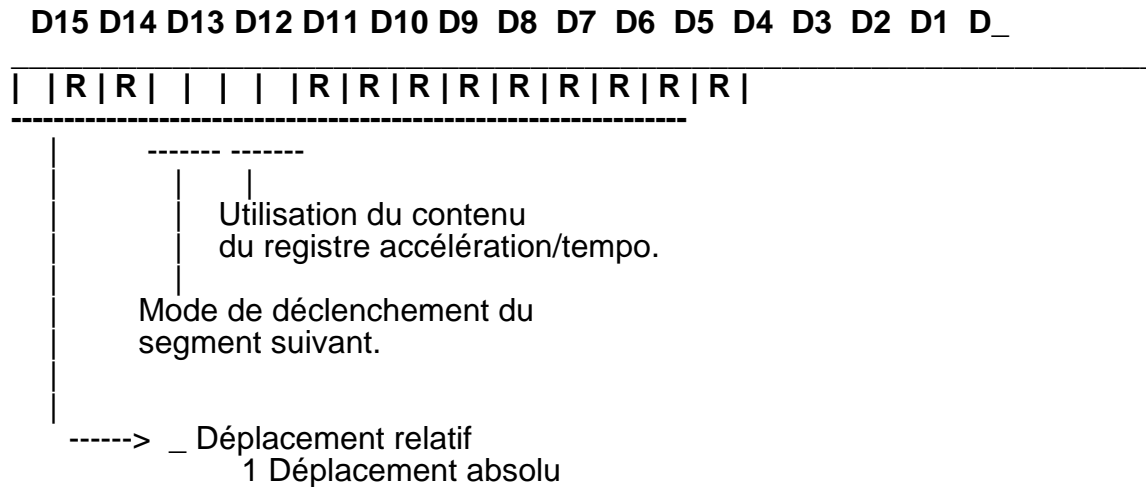 D15 D14 D13 D12 D11 D10 D9 D8 D7 D6 D5 D4 D3 D2 D1 D_
| | R | R | | | | | R | R | R | R | R | R | R | R | R |
Utilisation du contenu
du registre accélération/tempo.
Mode de déclenchement du
segment suivant.
------> _ Déplacement relatif
1 Déplacement absolu